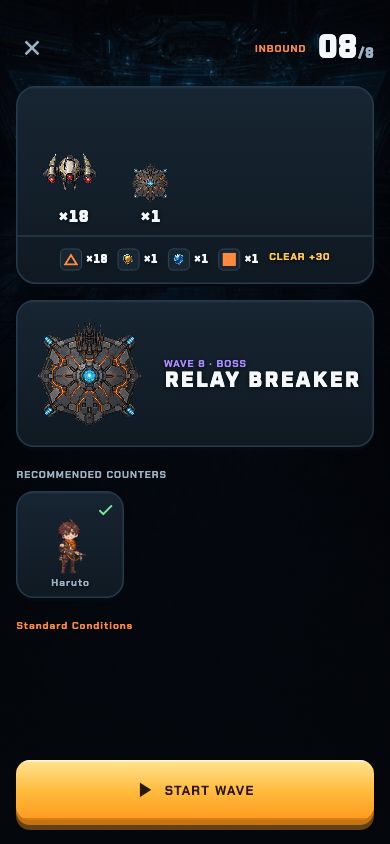 INBOUND 08/8
×18 ×1
×18 ×1 ×1 ×1 CLEAR +30
WAVE 8 · BOSS
RELAY BREAKER
RECOMMENDED COUNTERS
Haruto
Standard Conditions
START WAVE